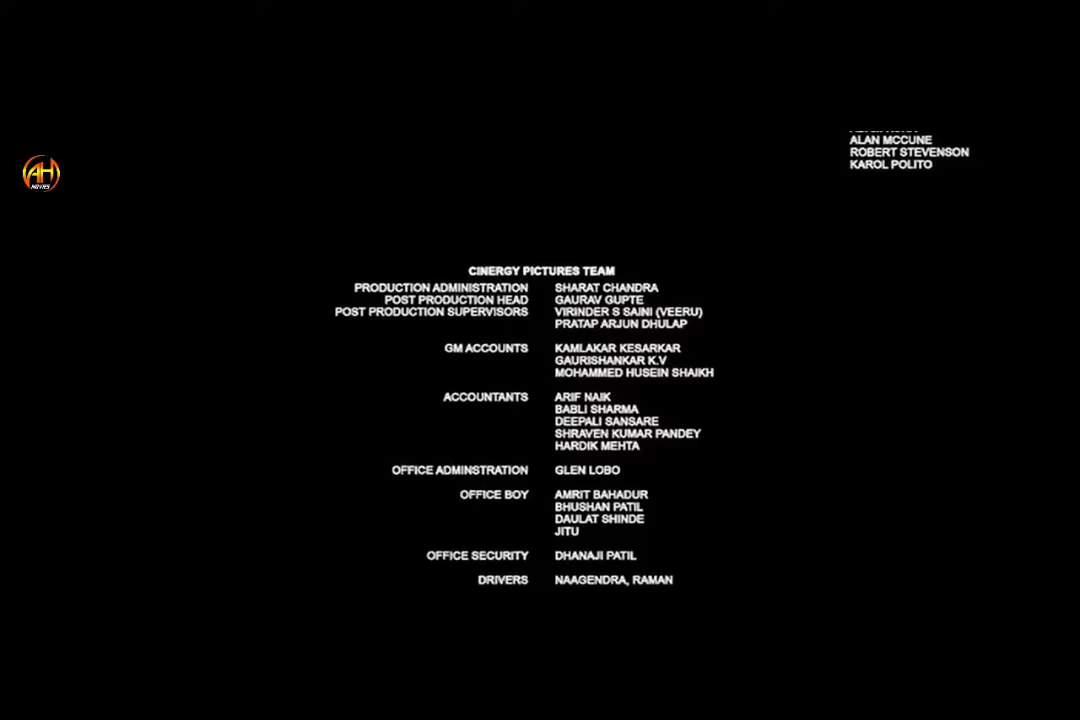 ALAN MCCUNE
ROBERT STEVENSON
KAROL POLITO
AH
MOVIES
CINERGY PICTURES TEAM
PRODUCTION ADMINISTRATION SHARAT CHANDRA
POST PRODUCTION HEAD GAURAV GUPTE
POST PRODUCTION SUPERVISORS VIRINDER S SAINI (VEERU)
PRATAP ARJUN DHULAP
GM ACCOUNTS KAMLAKAR KESARKAR
GAURISHANKAR K.V
MOHAMMED HUSEIN SHAIKH
ACCOUNTANTS ARIF NAIK
BABLI SHARMA
DEEPALI SANSARE
SHRAVEN KUMAR PANDEY
HARDIK MEHTA
OFFICE ADMINSTRATION GLEN LOBO
OFFICE BOY AMRIT BAHADUR
BHUSHAN PATIL
DAULAT SHINDE
JITU
OFFICE SECURITY DHANAJI PATIL
DRIVERS NAAGENDRA, RAMAN